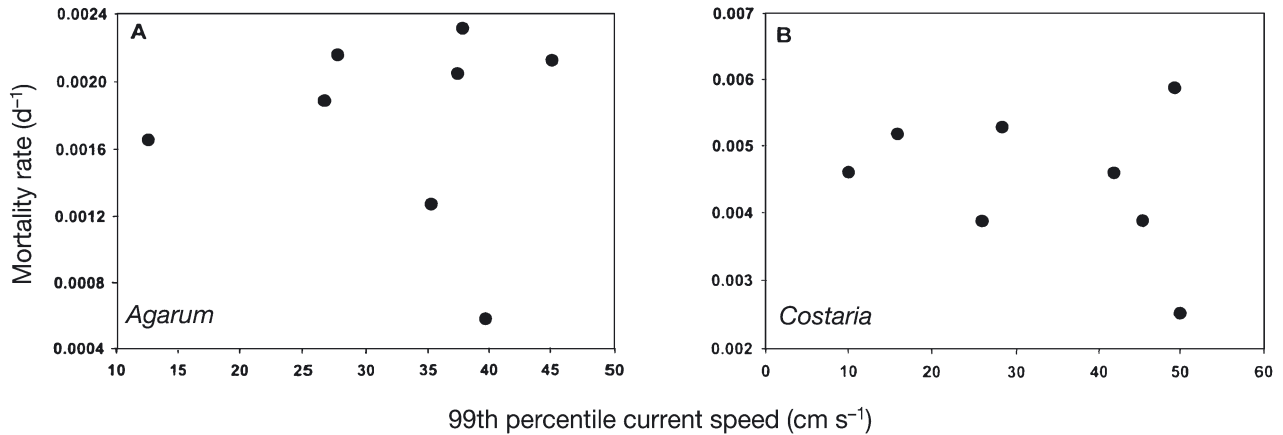 Mortality rate (d⁻¹)
A
0.0024
0.0020
0.0016
0.0012
0.0008
0.0004
Agarum
10 15 20 25 30 35 40 45 50
B
0.007
0.006
0.005
0.004
0.003
0.002
Costaria
0 10 20 30 40 50 60
99th percentile current speed (cm s⁻¹)